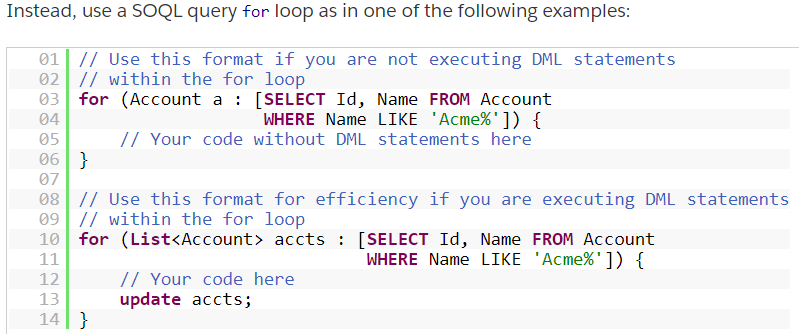 Instead, use a SOQL query for loop as in one of the following examples:
01 // Use this format if you are not executing DML statements
02 // within the for loop
03 for (Account a : [SELECT Id, Name FROM Account
04                   WHERE Name LIKE 'Acme%']) {
05     // Your code without DML statements here
06 }
07
08 // Use this format for efficiency if you are executing DML statements
09 // within the for loop
10 for (List<Account> accts : [SELECT Id, Name FROM Account
11                             WHERE Name LIKE 'Acme%']) {
12     // Your code here
13     update accts;
14 }